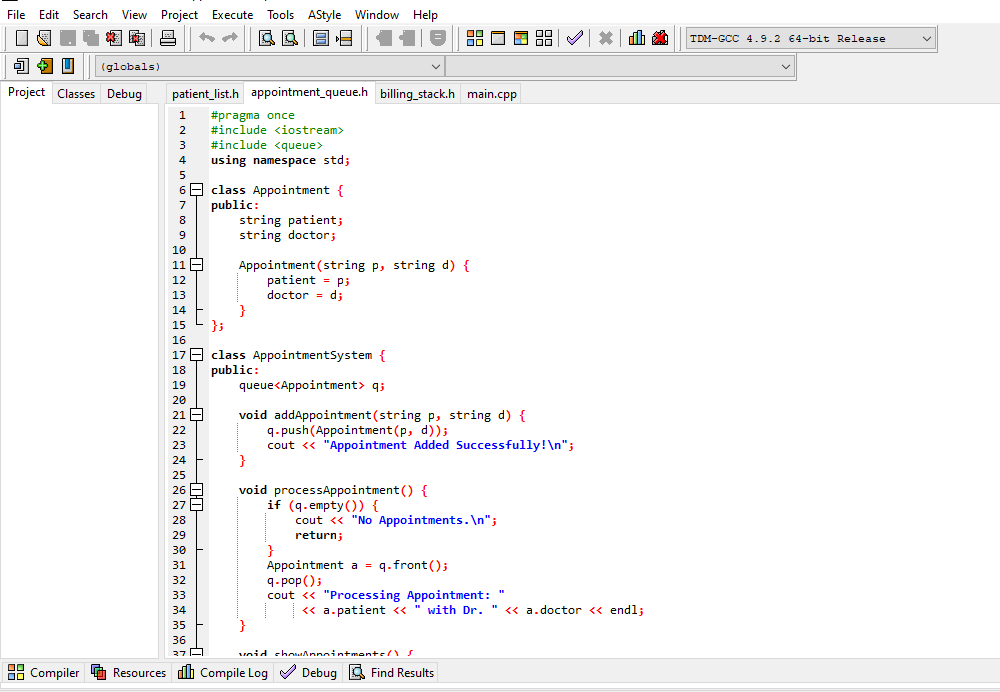 File Edit Search View Project Execute Tools AStyle Window Help
TDM-GCC 4.9.2 64-bit Release
(globals)
Project Classes Debug
patient_list.h appointment_queue.h billing_stack.h main.cpp
1 #pragma once
2 #include <iostream>
3 #include <queue>
4 using namespace std;
5
6 class Appointment {
7 public:
8 string patient;
9 string doctor;
10
11 Appointment(string p, string d) {
12 patient = p;
13 doctor = d;
14 }
15 };
16
17 class AppointmentSystem {
18 public:
19 queue<Appointment> q;
20
21 void addAppointment(string p, string d) {
22 q.push(Appointment(p, d));
23 cout << "Appointment Added Successfully!\n";
24 }
25
26 void processAppointment() {
27 if (q.empty()) {
28 cout << "No Appointments.\n";
29 return;
30 }
31 Appointment a = q.front();
32 q.pop();
33 cout << "Processing Appointment: "
34 << a.patient << " with Dr. " << a.doctor << endl;
35 }
36
37 void showAppointments() {
Compiler Resources Compile Log Debug Find Results